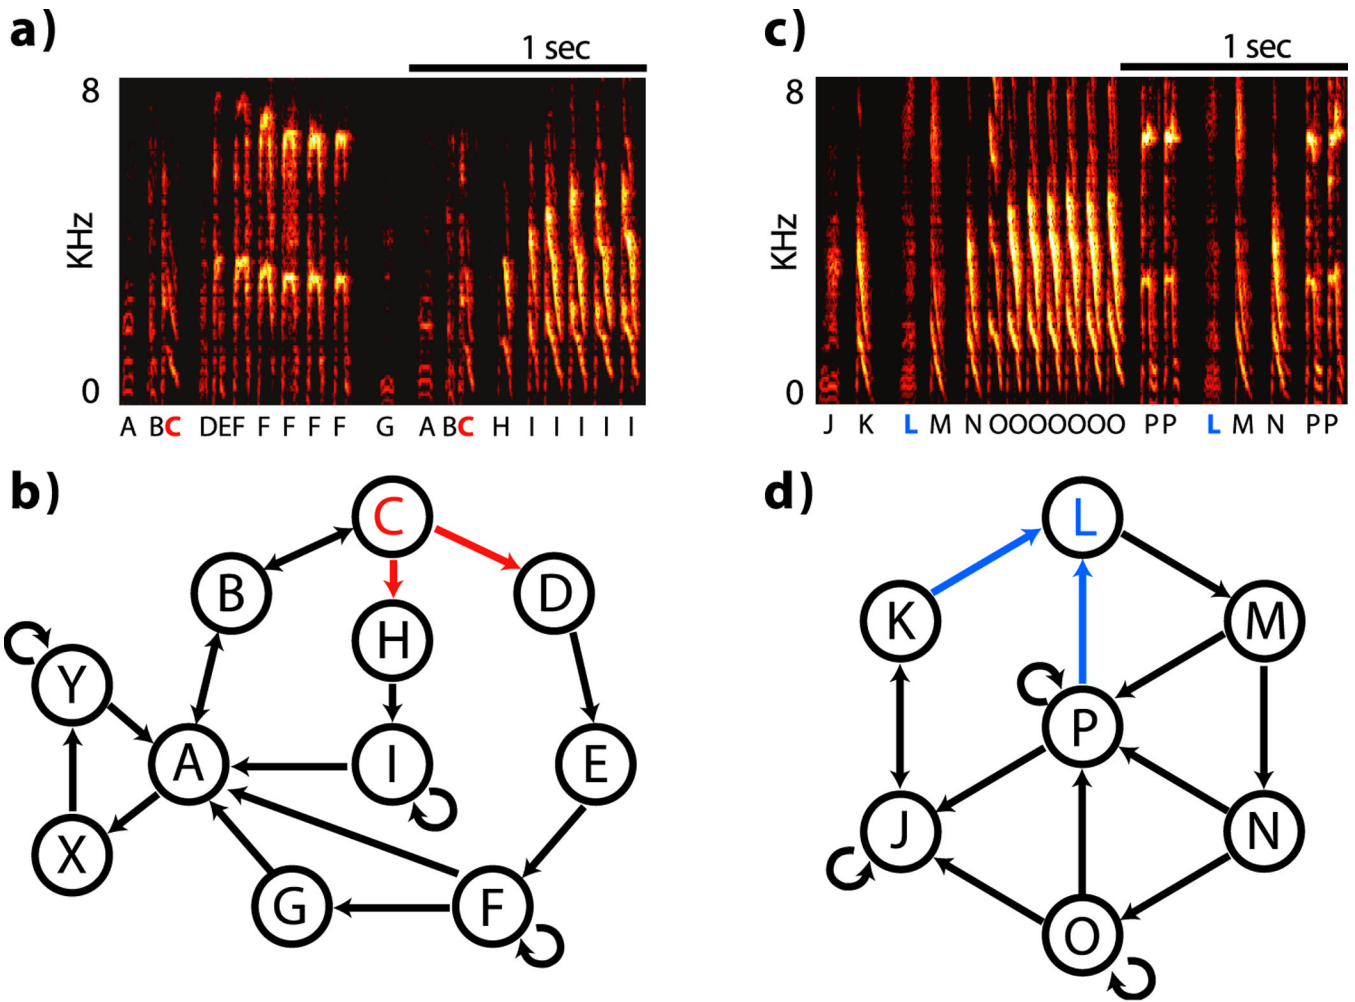 a)
1 sec
8
KHz
0
A BC DEF F F F F G A BC H I I I I I
c)
1 sec
8
KHz
0
J K L M N OOOOOOO PP L M N PP
b)
C
B
D
H
Y
A
I
E
X
G
F
d)
L
K
M
P
J
N
O